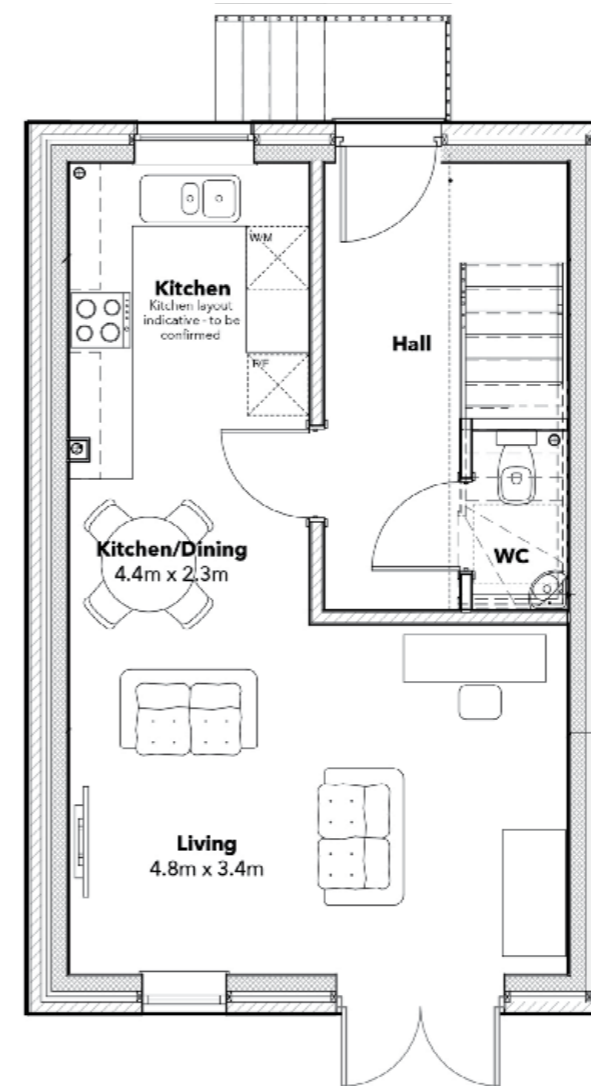 W/M
Kitchen
Kitchen layout
indicative - to be
confirmed
Hall
F/F
WC
Kitchen/Dining
4.4m x 2.3m
Living
4.8m x 3.4m